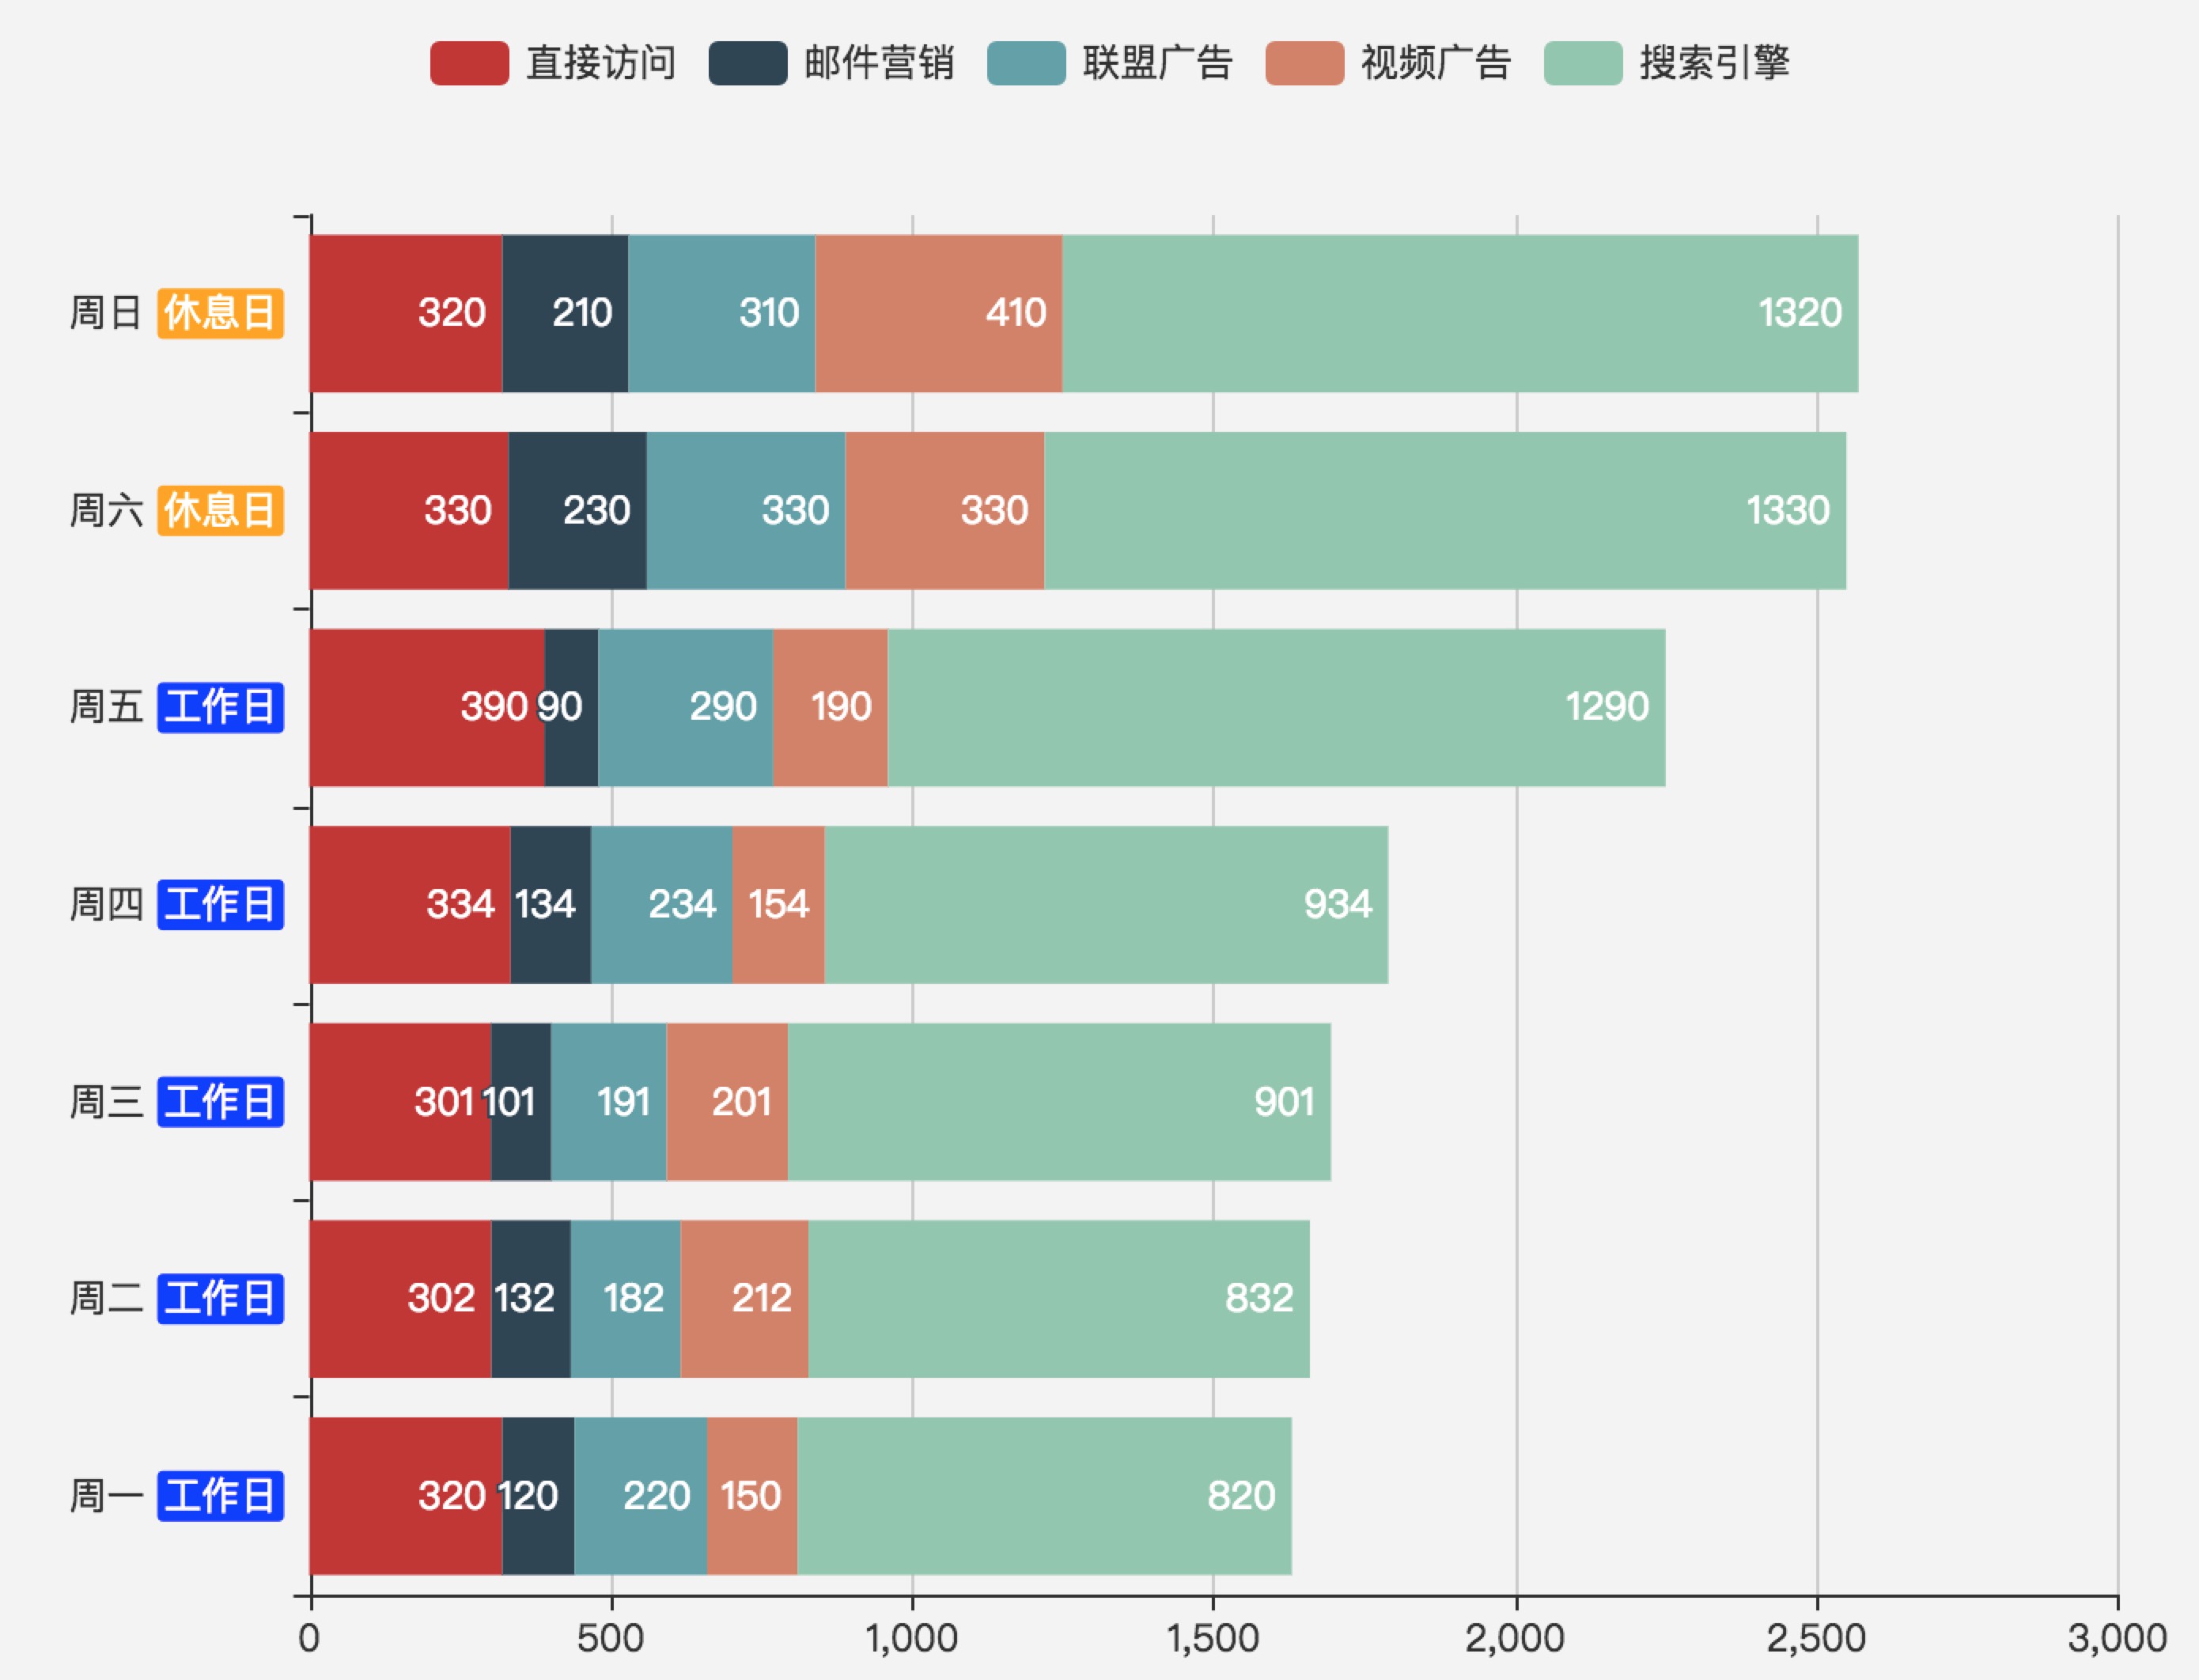 直接访问 邮件营销 联盟广告 视频广告 搜索引擎
周日 休息日 320 210 310 410 1320
周六 休息日 330 230 330 330 1330
周五 工作日 390 90 290 190 1290
周四 工作日 334 134 234 154 934
周三 工作日 301 101 191 201 901
周二 工作日 302 132 182 212 832
周一 工作日 320 120 220 150 820
0 500 1,000 1,500 2,000 2,500 3,000